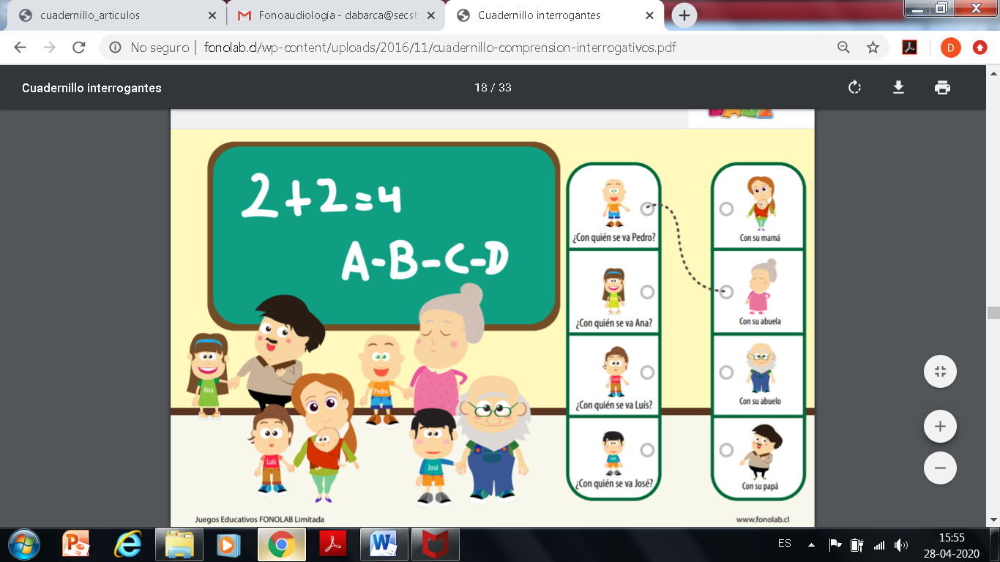 cuadernillo_articulos
Fonoaudiología - dabarca@secst
Cuadernillo interrogantes
No seguro
fonolab.cl/wp-content/uploads/2016/11/cuadernillo-comprension-interrogativos.pdf
D
Cuadernillo interrogantes
18 / 33
2+2=4
A-B-C-D
Ana
Pedro
Luis
José
¿Con quién se va Pedro?
Con su mamá
Ana
¿Con quién se va Ana?
Con su abuela
Luis
¿Con quién se va Luís?
Con su abuelo
José
¿Con quién se va José?
Con su papá
Juegos Educativos FONOLAB Limitada
www.fonolab.cl
ES
15:55
28-04-2020